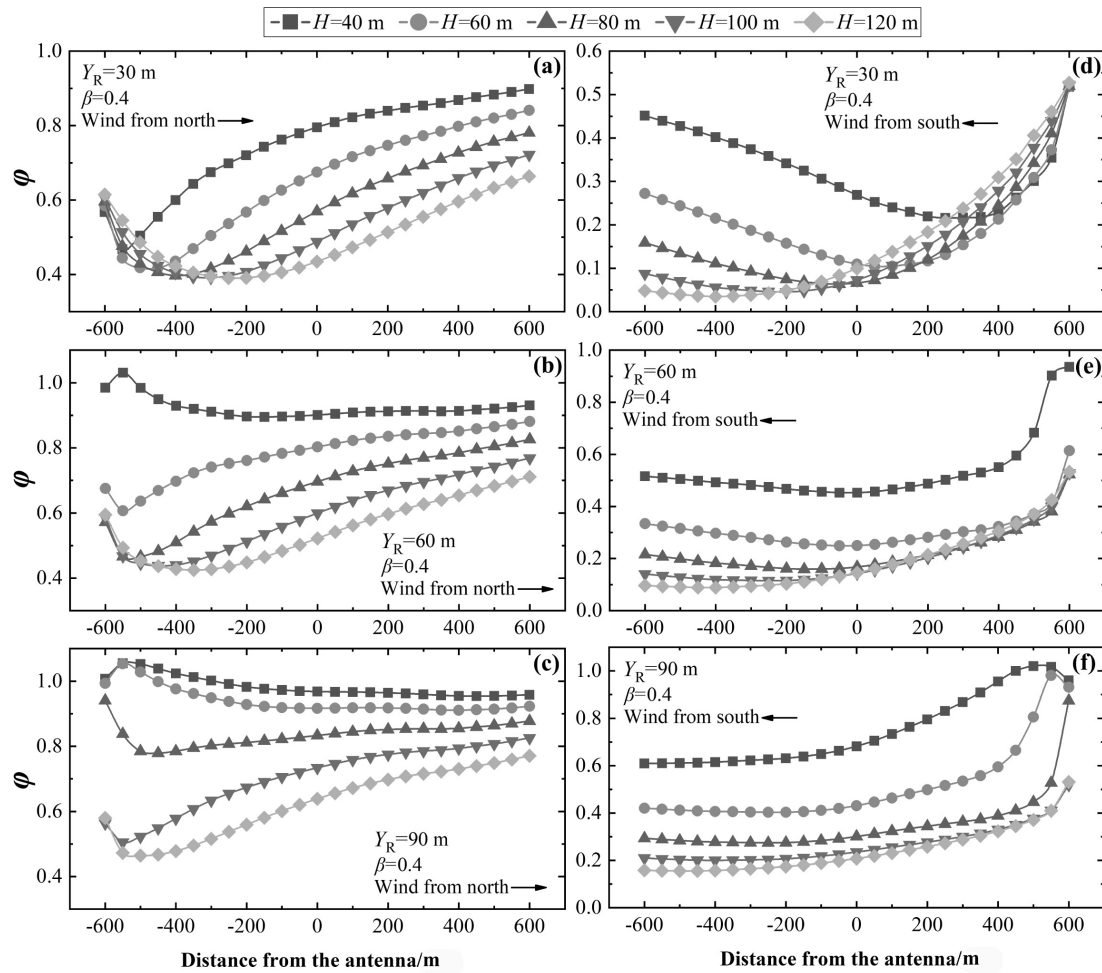 H=40 m H=60 m H=80 m H=100 m H=120 m
(a)
Y_R=30 m
β=0.4
Wind from north
φ
1.0
0.8
0.6
0.4
-600 -400 -200 0 200 400 600
(d)
Y_R=30 m
β=0.4
Wind from south
0.6
0.5
0.4
0.3
0.2
0.1
0.0
-600 -400 -200 0 200 400 600
(b)
Y_R=60 m
β=0.4
Wind from north
φ
1.0
0.8
0.6
0.4
-600 -400 -200 0 200 400 600
(e)
Y_R=60 m
β=0.4
Wind from south
1.0
0.8
0.6
0.4
0.2
0.0
-600 -400 -200 0 200 400 600
(c)
Y_R=90 m
β=0.4
Wind from north
φ
1.0
0.8
0.6
0.4
-600 -400 -200 0 200 400 600
Distance from the antenna/m
(f)
Y_R=90 m
β=0.4
Wind from south
1.0
0.8
0.6
0.4
0.2
0.0
-600 -400 -200 0 200 400 600
Distance from the antenna/m